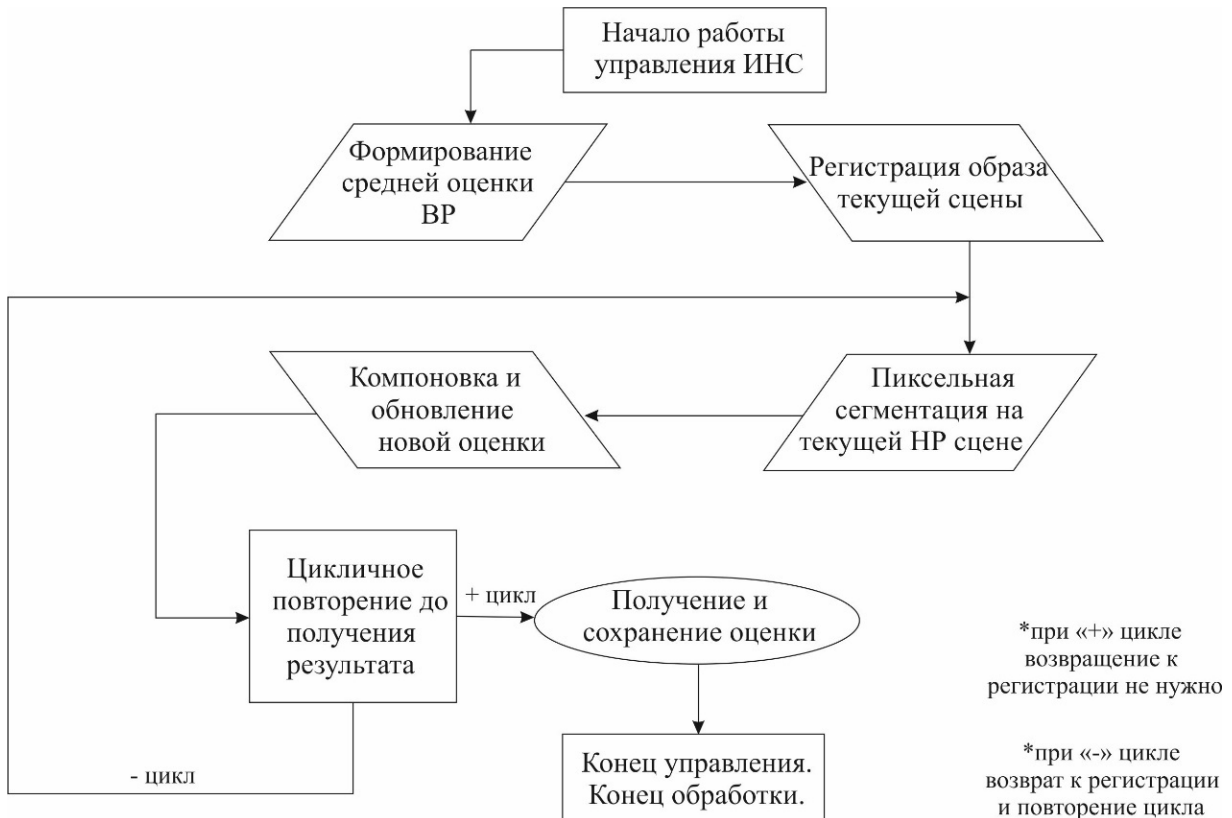 Начало работы
управления ИНС
Формирование
средней оценки
ВР
Регистрация образа
текущей сцены
Компоновка и
обновление
новой оценки
Пиксельная
сегментация на
текущей НР сцене
Цикличное
повторение до
получения
результата
+ цикл
Получение и
сохранение оценки
*при «+» цикле
возвращение к
регистрации не нужно
- цикл
Конец управления.
Конец обработки.
*при «-» цикле
возврат к регистрации
и повторение цикла